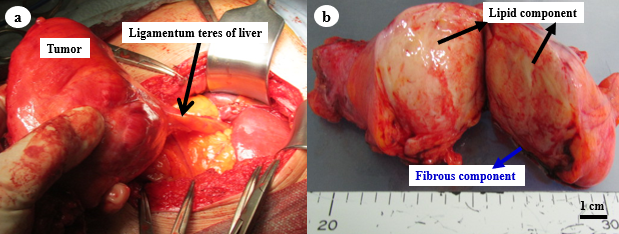 a
Ligamentum teres of liver
Tumor
b
Lipid component
Fibrous component
1 cm
20
30